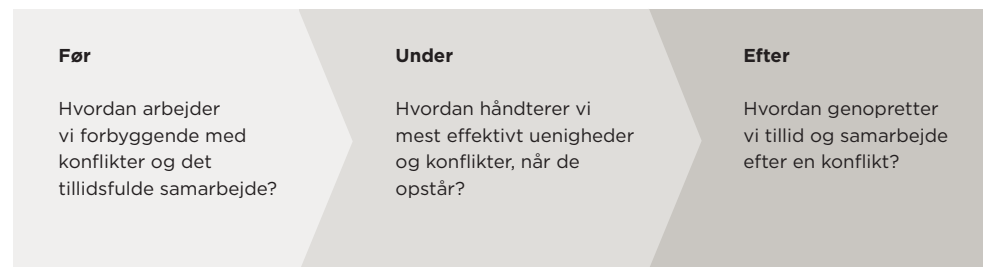 Før
Hvordan arbejder
vi forbyggende med
konflikter og det
tillidsfulde samarbejde?
Under
Hvordan håndterer vi
mest effektivt uenigheder
og konflikter, når de
opstår?
Efter
Hvordan genopretter
vi tillid og samarbejde
efter en konflikt?